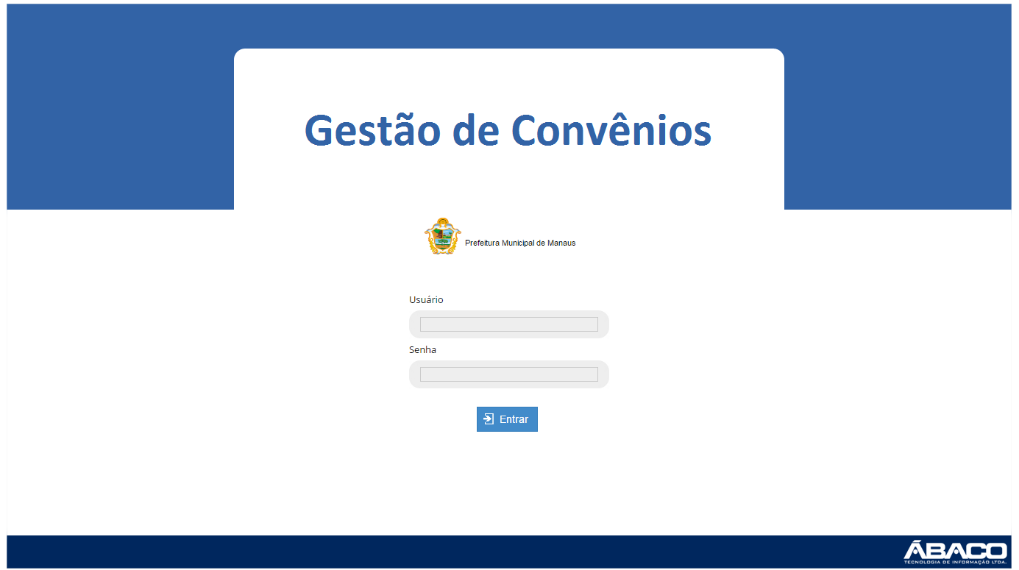 Gestão de Convênios
Prefeitura Municipal de Manaus
Usuário
Senha
Entrar
ÁBACO
TECNOLOGIA DE INFORMAÇÃO LTDA.